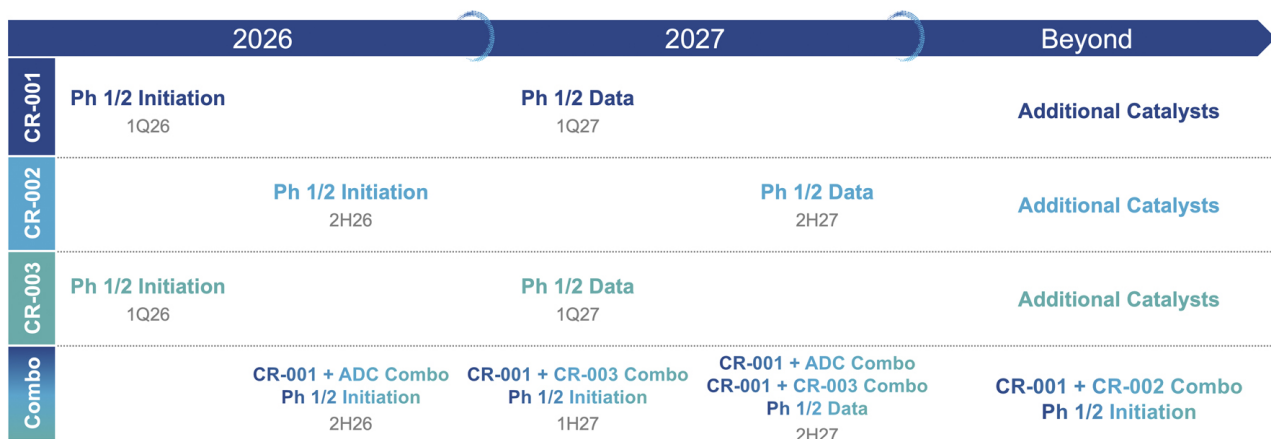 2026 2027 Beyond
CR-001
Ph 1/2 Initiation Ph 1/2 Data
1Q26 1Q27
Additional Catalysts
CR-002
Ph 1/2 Initiation Ph 1/2 Data
2H26 2H27
Additional Catalysts
CR-003
Ph 1/2 Initiation Ph 1/2 Data
1Q26 1Q27
Additional Catalysts
Combo
CR-001 + ADC Combo
Ph 1/2 Initiation
2H26
CR-001 + CR-003 Combo
Ph 1/2 Initiation
1H27
CR-001 + ADC Combo
CR-001 + CR-003 Combo
Ph 1/2 Data
2H27
CR-001 + CR-002 Combo
Ph 1/2 Initiation